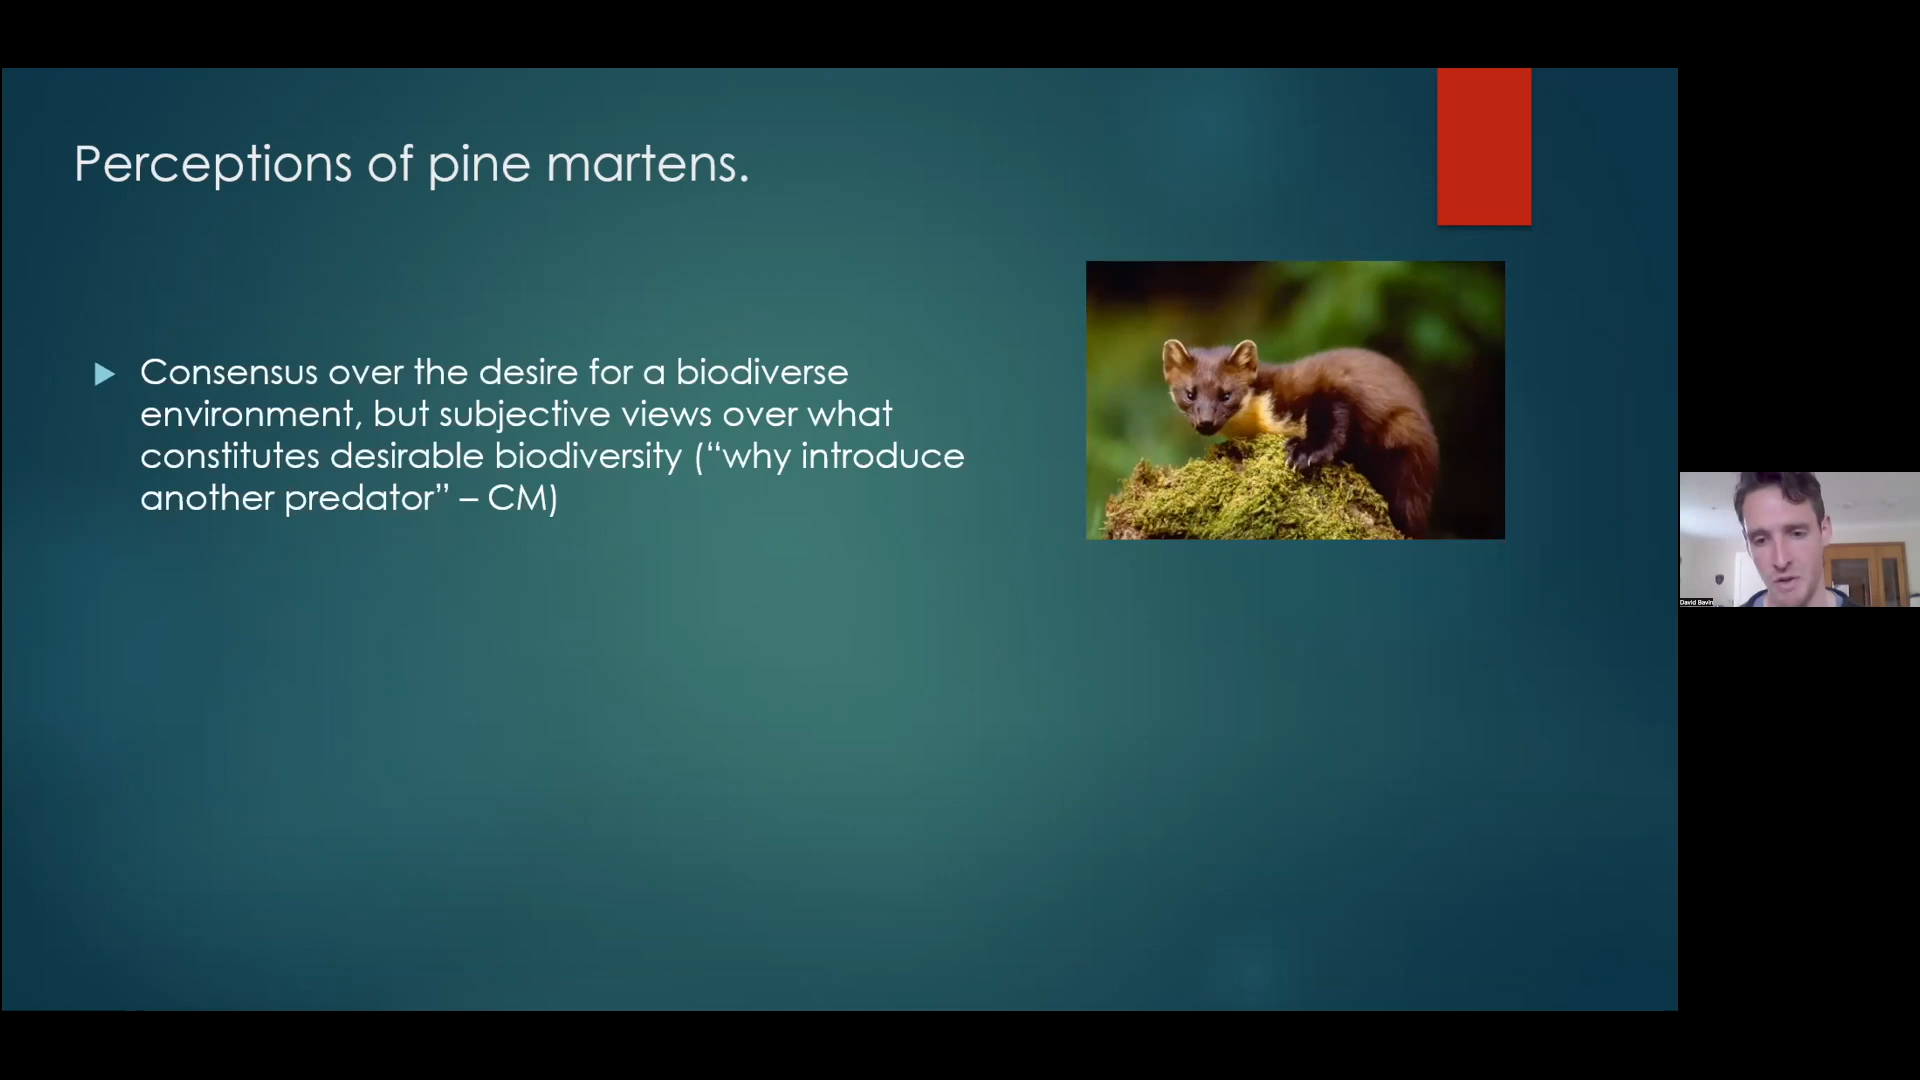 Perceptions of pine martens.
Consensus over the desire for a biodiverse
environment, but subjective views over what
constitutes desirable biodiversity (“why introduce
another predator” – CM)
David Bavin